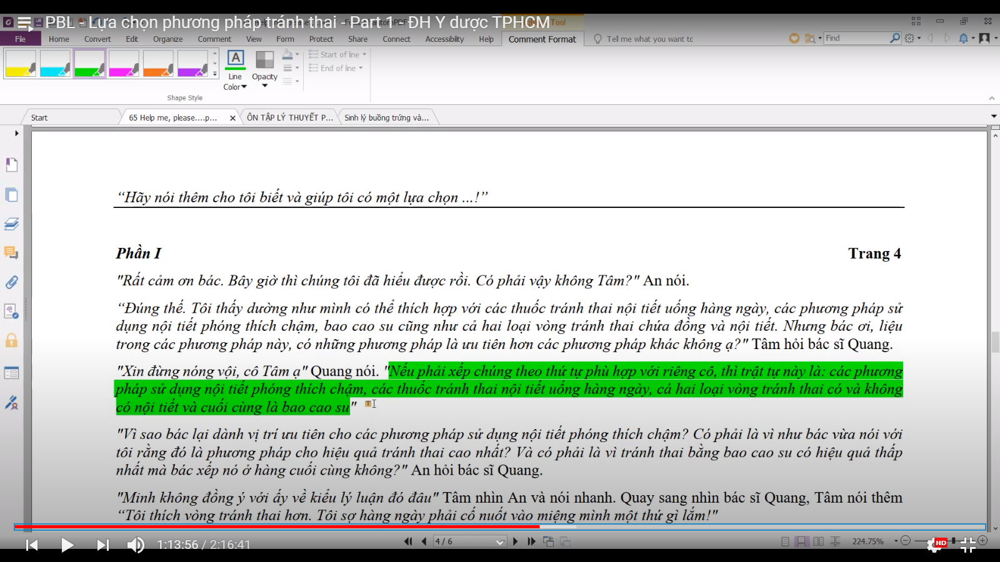 PBL - Lựa chọn phương pháp tránh thai - Part 1 - ĐH Y dược TPHCM
Tool
File Home Convert Edit Organize Comment View Form Protect Share Connect Accessibility Help Comment Format Tell me what you want to Find
Start of line
End of line
Line Color
Opacity
Shape Style
Start
65 Help me, please....p...
ÔN TẬP LÝ THUYẾT P...
Sinh lý buồng trứng và...
“Hãy nói thêm cho tôi biết và giúp tôi có một lựa chọn ...!”
Phần I Trang 4
"Rất cảm ơn bác. Bây giờ thì chúng tôi đã hiểu được rồi. Có phải vậy không Tâm?" An nói.
“Đúng thế. Tôi thấy dường như mình có thể thích hợp với các thuốc tránh thai nội tiết uống hàng ngày, các phương pháp sử
dụng nội tiết phóng thích chậm, bao cao su cũng như cả hai loại vòng tránh thai chứa đồng và nội tiết. Nhưng bác ơi, liệu
trong các phương pháp này, có những phương pháp là ưu tiên hơn các phương pháp khác không ạ?" Tâm hỏi bác sĩ Quang.
"Xin đừng nóng vội, cô Tâm ạ" Quang nói. "Nếu phải xếp chúng theo thứ tự phù hợp với riêng cô, thì trật tự này là: các phương
pháp sử dụng nội tiết phóng thích chậm, các thuốc tránh thai nội tiết uống hàng ngày, cả hai loại vòng tránh thai có và không
có nội tiết và cuối cùng là bao cao su"
"Vì sao bác lại dành vị trí ưu tiên cho các phương pháp sử dụng nội tiết phóng thích chậm? Có phải là vì như bác vừa nói với
tôi rằng đó là phương pháp cho hiệu quả tránh thai cao nhất? Và có phải là vì tránh thai bằng bao cao su có hiệu quả thấp
nhất mà bác xếp nó ở hàng cuối cùng không?" An hỏi bác sĩ Quang.
"Mình không đồng ý với ấy về kiểu lý luận đó đâu" Tâm nhìn An và nói nhanh. Quay sang nhìn bác sĩ Quang, Tâm nói thêm
“Tôi thích vòng tránh thai hơn. Tôi sợ hàng ngày phải cố nuốt vào miệng mình một thứ gì lắm!"
1:13:56 / 2:16:41
4 / 6
224.75%
HD